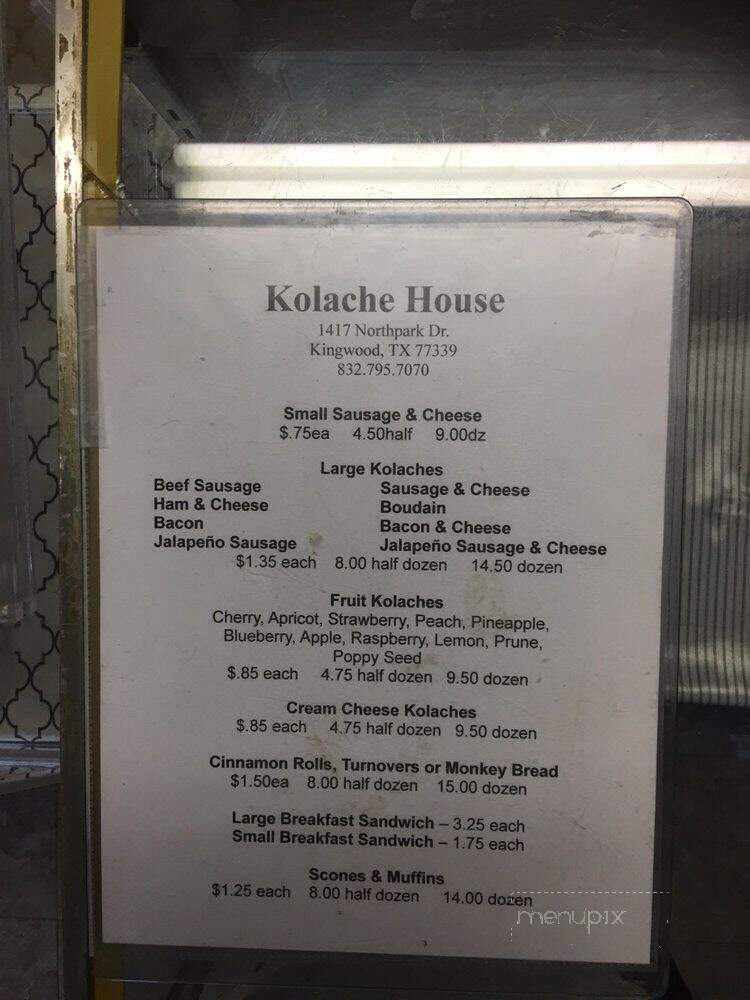 Kolache House
1417 Northpark Dr.
Kingwood, TX 77339
832.795.7070
Small Sausage & Cheese
$.75ea 4.50half 9.00dz
Large Kolaches
Beef Sausage Sausage & Cheese
Ham & Cheese Boudain
Bacon Bacon & Cheese
Jalapeño Sausage Jalapeño Sausage & Cheese
$1.35 each 8.00 half dozen 14.50 dozen
Fruit Kolaches
Cherry, Apricot, Strawberry, Peach, Pineapple,
Blueberry, Apple, Raspberry, Lemon, Prune,
Poppy Seed
$.85 each 4.75 half dozen 9.50 dozen
Cream Cheese Kolaches
$.85 each 4.75 half dozen 9.50 dozen
Cinnamon Rolls, Turnovers or Monkey Bread
$1.50ea 8.00 half dozen 15.00 dozen
Large Breakfast Sandwich – 3.25 each
Small Breakfast Sandwich – 1.75 each
Scones & Muffins
$1.25 each 8.00 half dozen 14.00 dozen
menupix
3